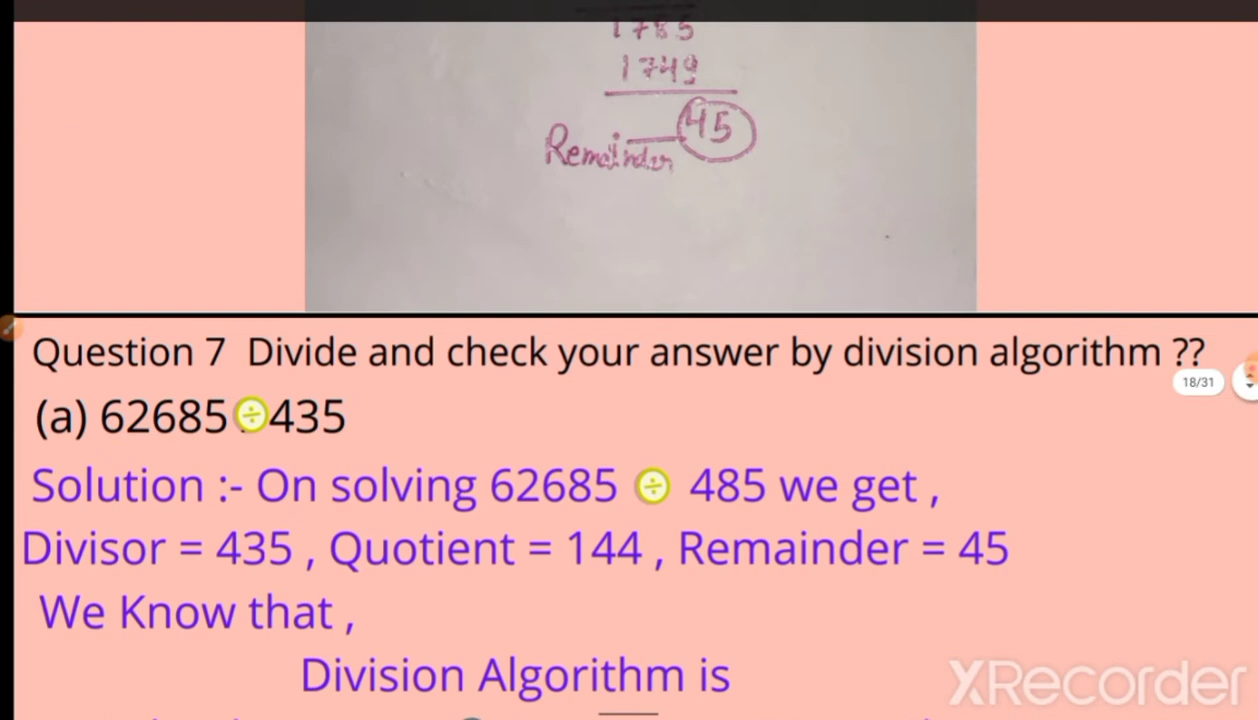 1785
1749
45
Remainder
Question 7 Divide and check your answer by division algorithm ??
18/31
(a) 62685 ÷ 435
Solution :- On solving 62685 ÷ 485 we get ,
Divisor = 435 , Quotient = 144 , Remainder = 45
We Know that ,
Division Algorithm is
XRecorder